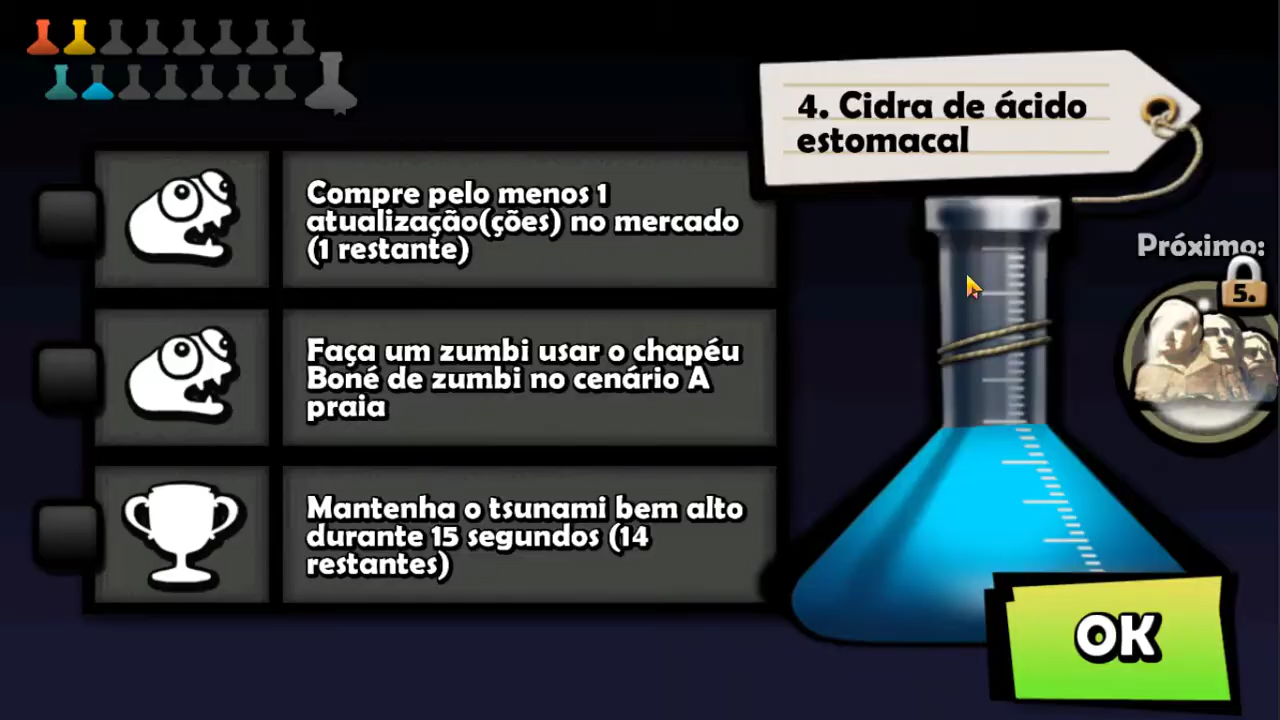 4. Cidra de ácido
estomacal
Compre pelo menos 1
atualização(ções) no mercado
(1 restante)
Próximo:
5.
Faça um zumbi usar o chapéu
Boné de zumbi no cenário A
praia
Mantenha o tsunami bem alto
durante 15 segundos (14
restantes)
OK